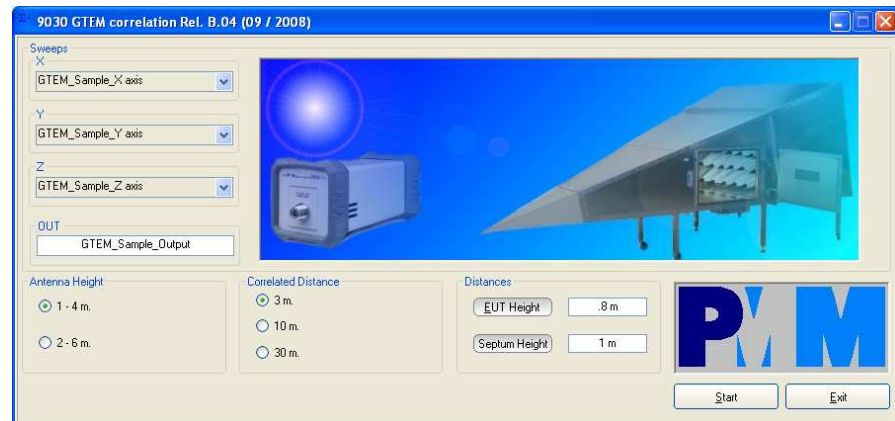 9030 GTEM correlation Rel. B.04 (09 / 2008)
Sweeps
X
GTEM_Sample_X axis
Y
GTEM_Sample_Y axis
Z
GTEM_Sample_Z axis
OUT
GTEM_Sample_Output
Antenna Height
1 - 4 m.
2 - 6 m.
Correlated Distance
3 m.
10 m.
30 m.
Distances
EUT Height
.8 m
Septum Height
1 m
PMM
Start
Exit